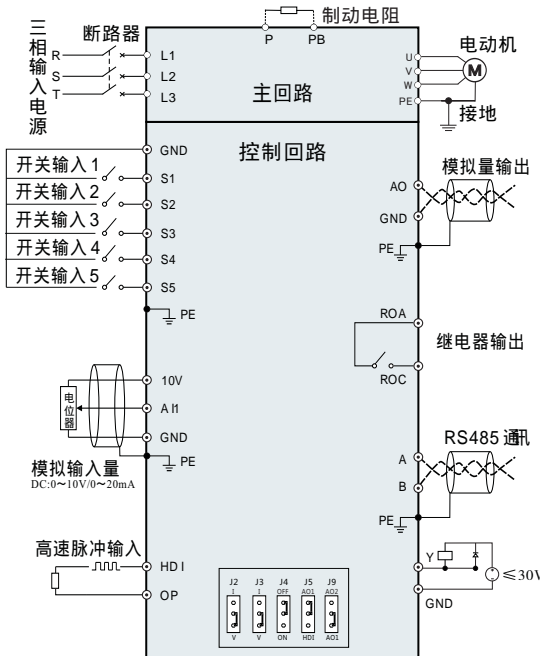 制动电阻
P PB
三相输入电源
断路器
R L1
S L2
T L3
主回路
U
V
W
PE
电动机
M
接地
控制回路
GND
开关输入1 S1
开关输入2 S2
开关输入3 S3
开关输入4 S4
开关输入5 S5
PE
模拟量输出
AO
GND
PE
ROA
继电器输出
ROC
10V
电位器
AI1
GND
PE
模拟输入量
DC:0~10V/0~20mA
RS485通讯
A
B
PE
高速脉冲输入
HDI
OP
Y
≤30V
GND
J2 J3 J4 J5 J9
I I OFF AO1 AO2
V V ON HDI AO1